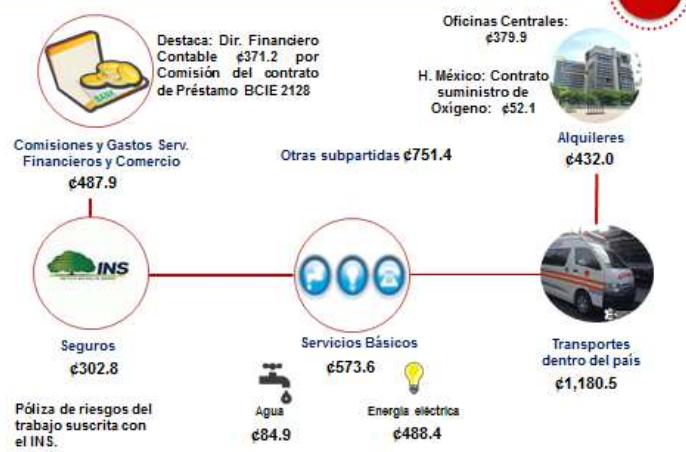 Destaca: Dir. Financiero
Contable ¢371.2 por
Comisión del contrato
de Préstamo BCIE 2128
Comisiones y Gastos Serv.
Financieros y Comercio
¢487.9
Otras subpartidas ¢751.4
Oficinas Centrales:
¢379.9
H. México: Contrato
suministro de
Oxígeno: ¢52.1
Alquileres
¢432.0
INS
Seguros
¢302.8
Póliza de riesgos del
trabajo suscrita con
el INS.
Servicios Básicos
¢573.6
Agua
¢84.9
Energía eléctrica
¢488.4
Transportes
dentro del país
¢1,180.5